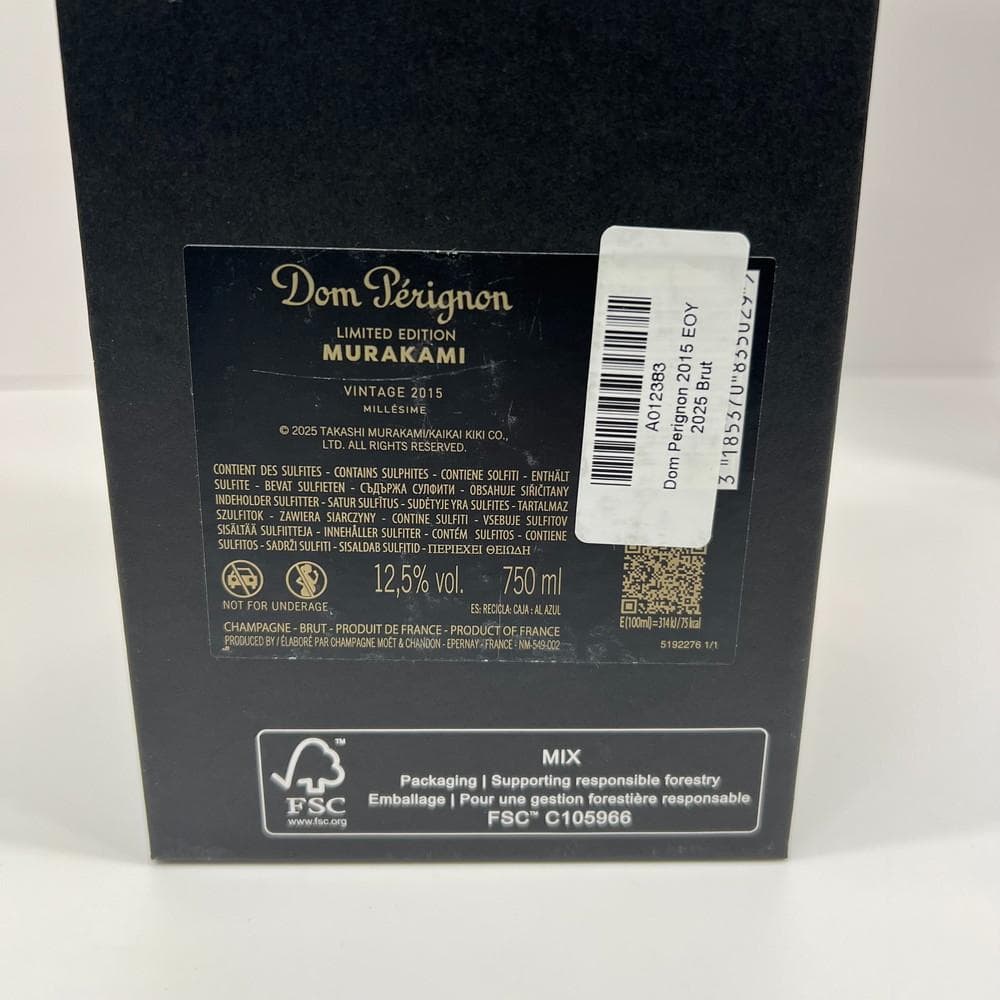 Dom Pérignon
LIMITED EDITION
MURAKAMI
VINTAGE 2015
MILLÉSIME
© 2025 TAKASHI MURAKAMI/KAIKAI KIKI CO.,
LTD. ALL RIGHTS RESERVED.
CONTIENT DES SULFITES - CONTAINS SULPHITES - CONTIENE SOLFITI - ENTHÄLT
SULFITE - BEVAT SULFIETEN - СЪДЪРЖА СУЛФИТИ - OBSAHUJE SIŘIČITANY
INDEHOLDER SULFITTER - SATUR SULFĪTUS - SUDĖTYJE YRA SULFITES - TARTALMAZ
SZULFITOK - ZAWIERA SIARCZYNY - CONTINE SULFITI - VSEBUJE SULFITOV
SISÄLTÄÄ SULFIITTEJA - INNEHÅLLER SULFITER - CONTÉM SULFITOS - CONTIENE
SULFITOS - SADRŽI SULFITI - SISALDAB SULFITID - ΠΕΡΙΕΧΕΙ ΘΕΙΩΔΗ
12,5% vol. 750 ml
NOT FOR UNDERAGE
ES: RECICLA: CAJA : AL AZUL
CHAMPAGNE - BRUT - PRODUIT DE FRANCE - PRODUCT OF FRANCE
PRODUCED BY / ÉLABORÉ PAR CHAMPAGNE MOËT & CHANDON - EPERNAY - FRANCE - NM-549-002
A012383
Dom Perignon 2015 EOY
2025 Brut
3 "185370"835029"
E(100ml)=314kJ/75 kcal
5192276 1/1
FSC™
www.fsc.org
MIX
Packaging | Supporting responsible forestry
Emballage | Pour une gestion forestière responsable
FSC™ C105966